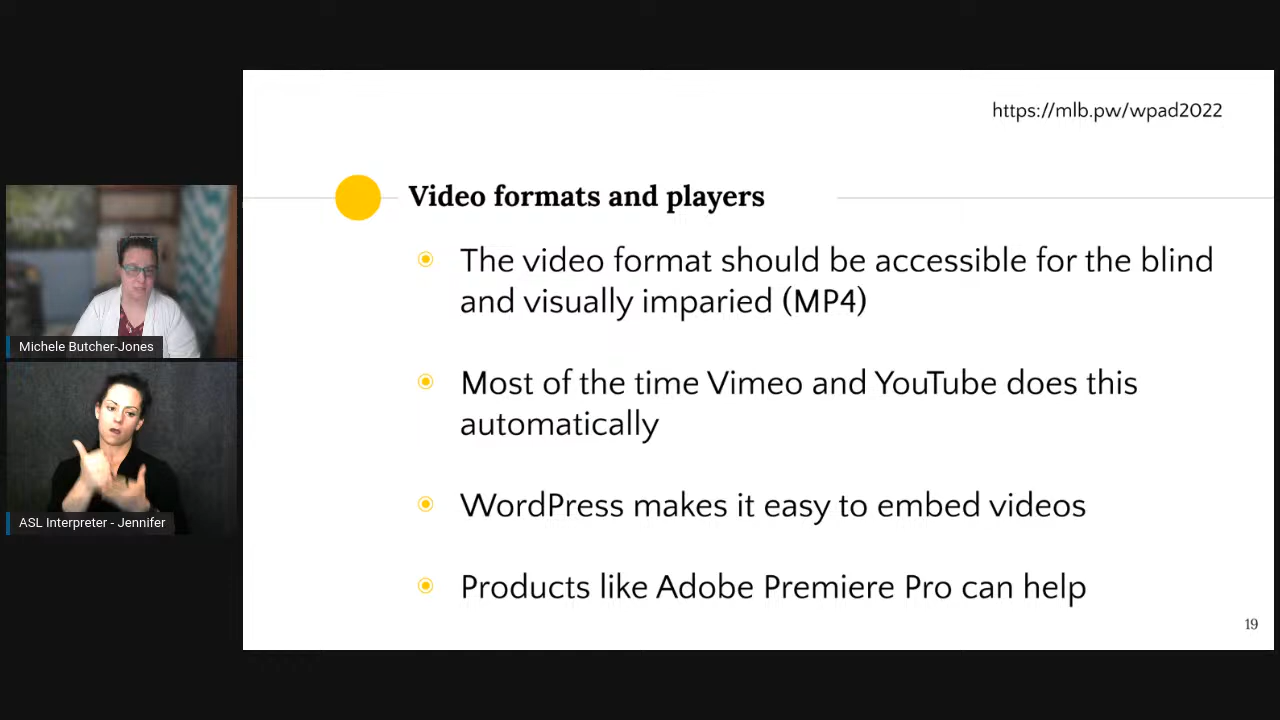 https://mlb.pw/wpad2022
Video formats and players
The video format should be accessible for the blind
and visually imparied (MP4)
Most of the time Vimeo and YouTube does this
automatically
WordPress makes it easy to embed videos
Products like Adobe Premiere Pro can help
19
Michele Butcher-Jones
ASL Interpreter - Jennifer